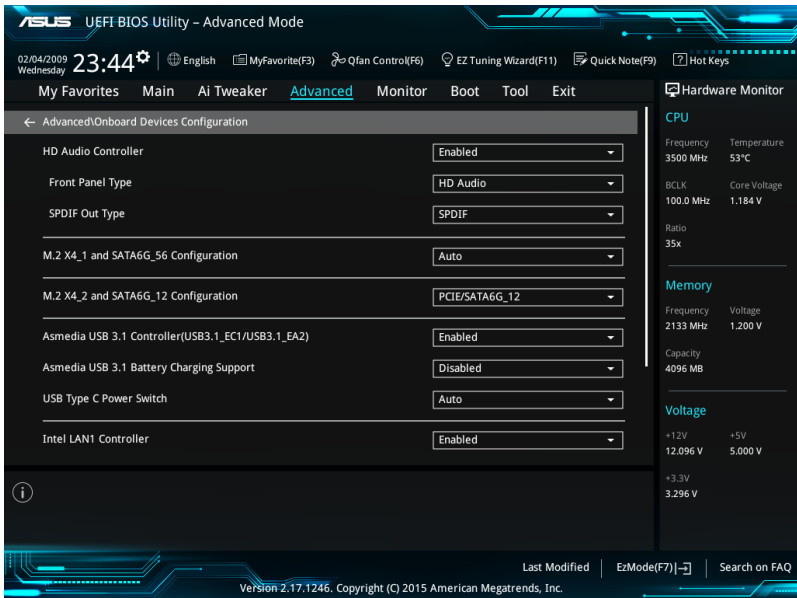 ASUS UEFI BIOS Utility – Advanced Mode
02/04/2009
Wednesday
23:44
English
MyFavorite(F3)
Qfan Control(F6)
EZ Tuning Wizard(F11)
Quick Note(F9)
? Hot Keys
My Favorites Main Ai Tweaker Advanced Monitor Boot Tool Exit
← Advanced\Onboard Devices Configuration
HD Audio Controller Enabled
Front Panel Type HD Audio
SPDIF Out Type SPDIF
M.2 X4_1 and SATA6G_56 Configuration Auto
M.2 X4_2 and SATA6G_12 Configuration PCIE/SATA6G_12
Asmedia USB 3.1 Controller(USB3.1_EC1/USB3.1_EA2) Enabled
Asmedia USB 3.1 Battery Charging Support Disabled
USB Type C Power Switch Auto
Intel LAN1 Controller Enabled
Hardware Monitor
CPU
Frequency Temperature
3500 MHz 53°C
BCLK Core Voltage
100.0 MHz 1.184 V
Ratio
35x
Memory
Frequency Voltage
2133 MHz 1.200 V
Capacity
4096 MB
Voltage
+12V +5V
12.096 V 5.000 V
+3.3V
3.296 V
i
Last Modified EzMode(F7) Search on FAQ
Version 2.17.1246. Copyright (C) 2015 American Megatrends, Inc.